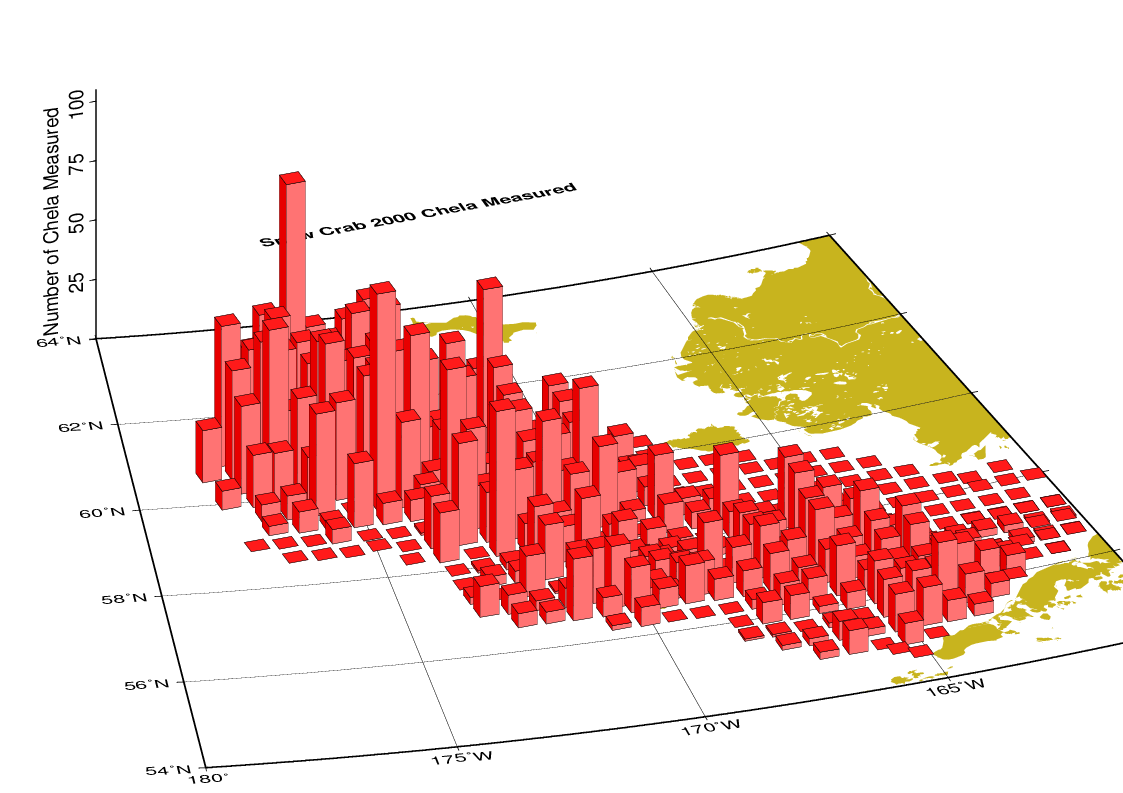 Number of Chela Measured
100
75
50
25
Crab 2000 Chela Measured
64°N
62°N
60°N
58°N
56°N
54°N
180°
175°W
170°W
165°W